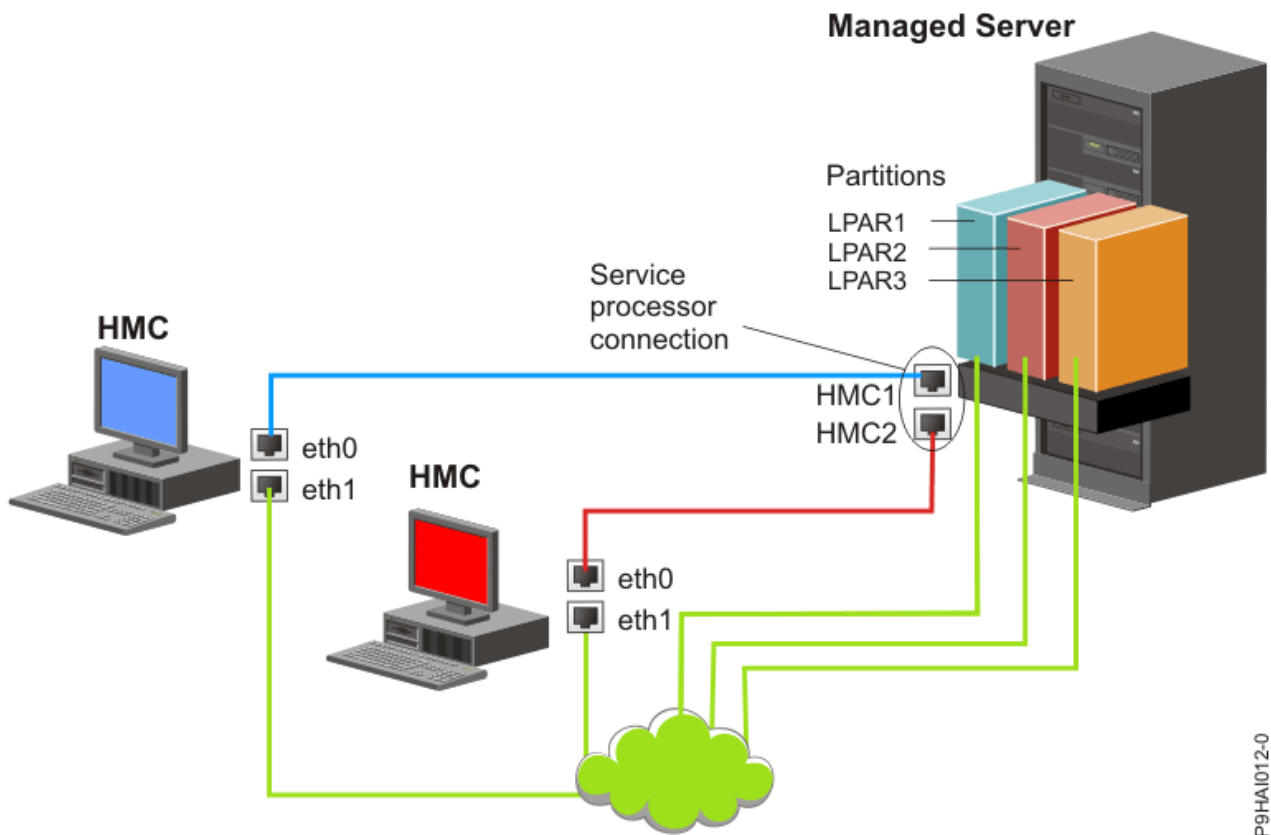 Managed Server
Partitions
LPAR1
LPAR2
LPAR3
Service
processor
connection
HMC
HMC1
HMC2
eth0
eth1
HMC
eth0
eth1
P9HAI012-0